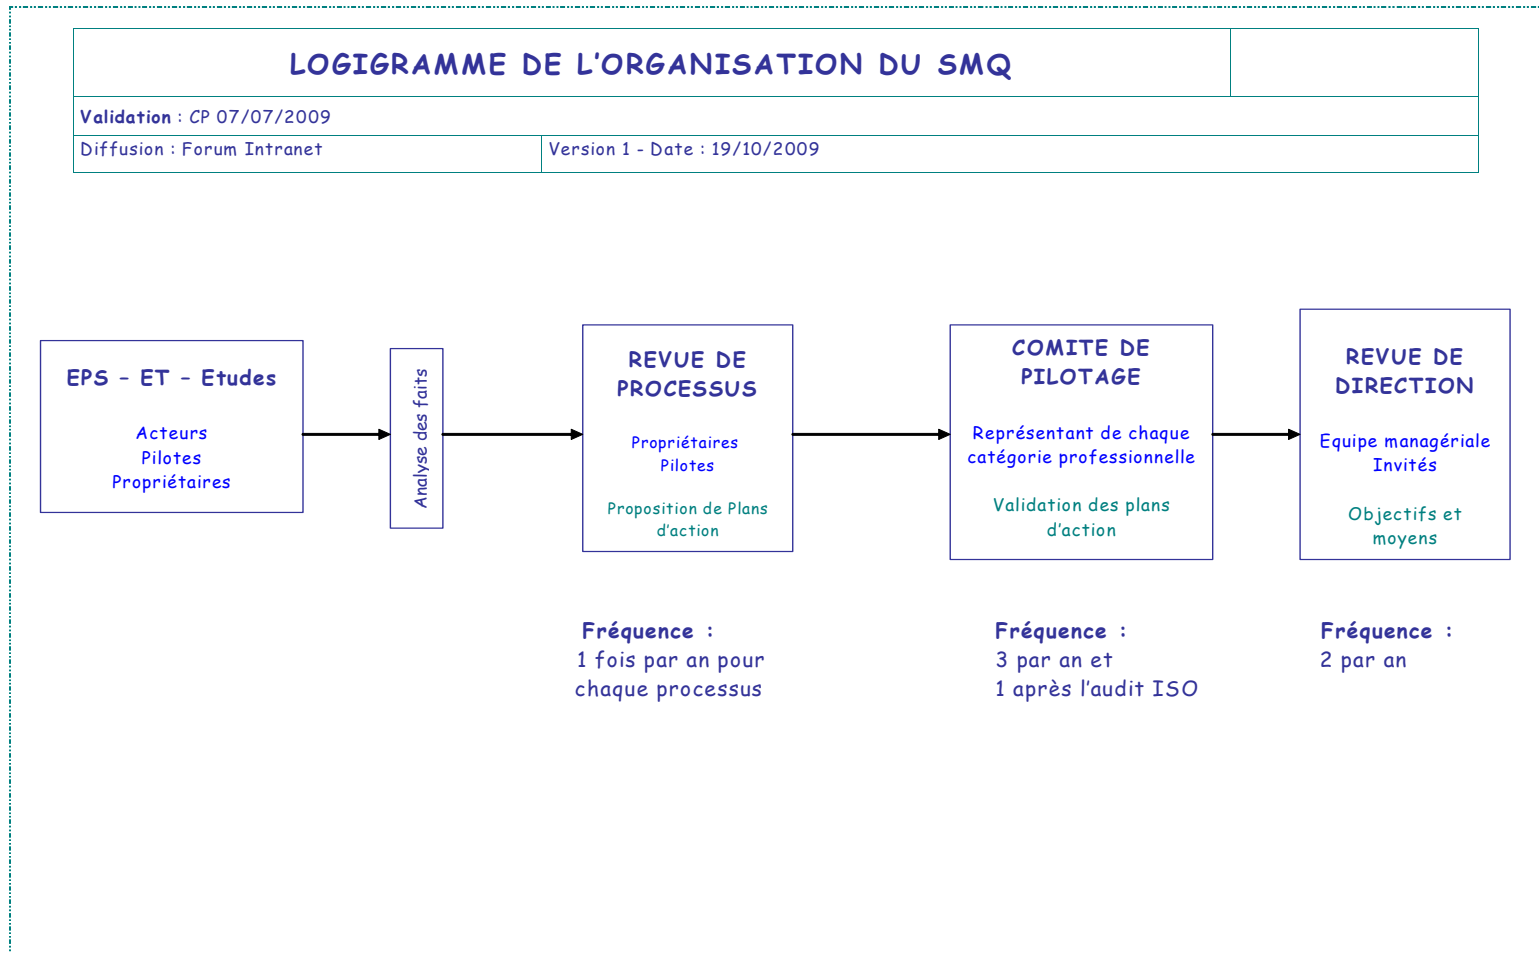 LOGIGRAMME DE L'ORGANISATION DU SMQ
Validation : CP 07/07/2009
Diffusion : Forum Intranet
Version 1 - Date : 19/10/2009
EPS – ET – Etudes
Acteurs
Pilotes
Propriétaires
Analyse des faits
REVUE DE
PROCESSUS
Propriétaires
Pilotes
Proposition de Plans
d'action
COMITE DE
PILOTAGE
Représentant de chaque
catégorie professionnelle
Validation des plans
d'action
REVUE DE
DIRECTION
Equipe managériale
Invités
Objectifs et
moyens
Fréquence :
1 fois par an pour
chaque processus
Fréquence :
3 par an et
1 après l'audit ISO
Fréquence :
2 par an